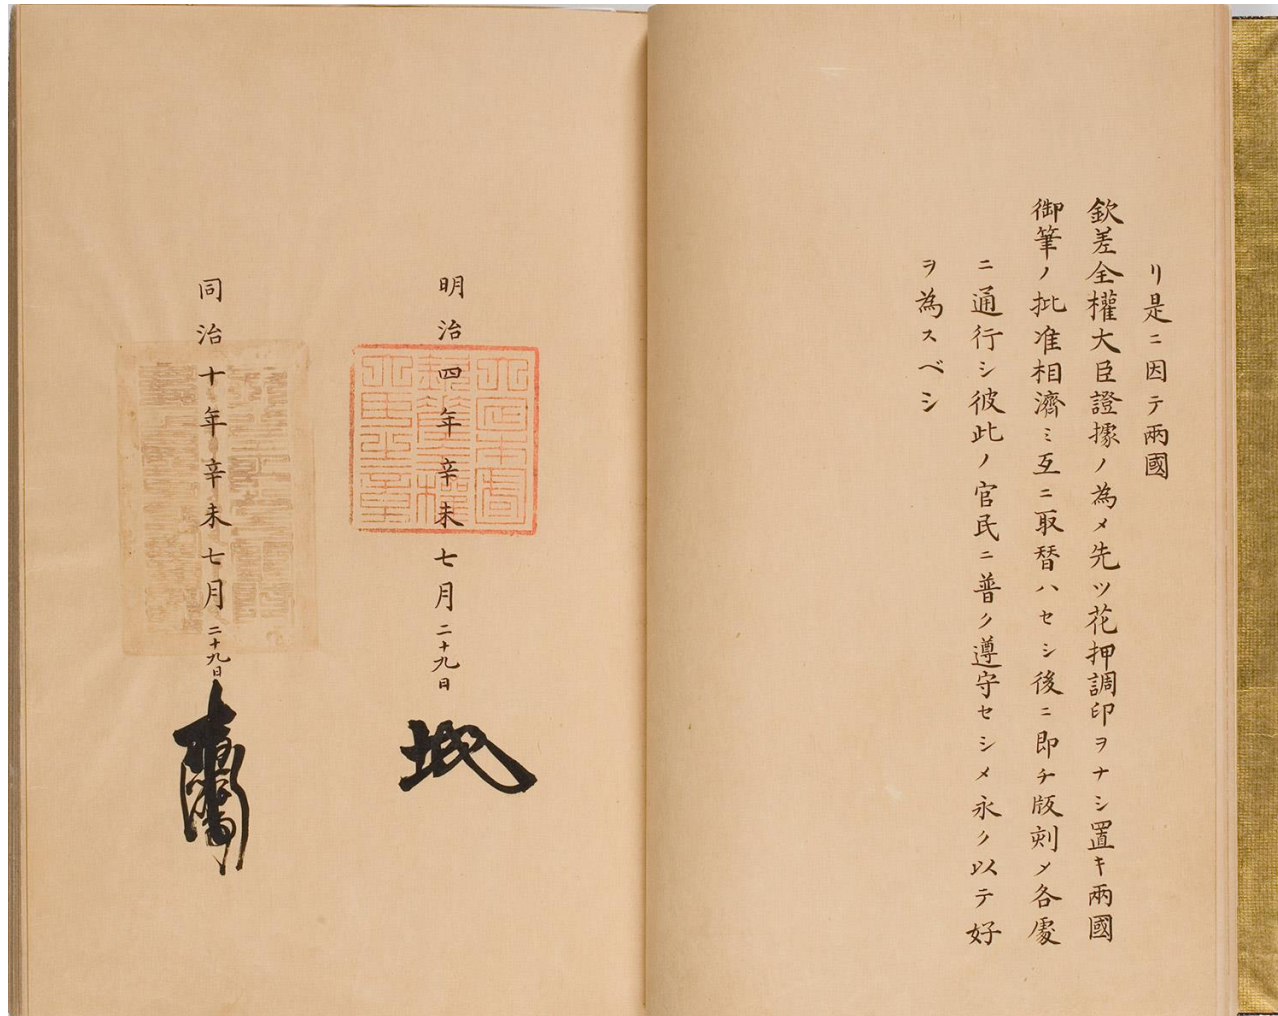 リ是ニ因テ兩國
欽差全權大臣證據ノ為メ先ツ花押調印ヲナシ置キ兩國
御筆ノ批准相濟ミ互ニ取替ハセシ後ニ即チ版刻メ各處
ニ通行シ彼此ノ官民ニ普ク遵守セシメ永ク以テ好
ヲ為スベシ
明治四年辛未七月二十九日
同治十年辛未七月二十九日